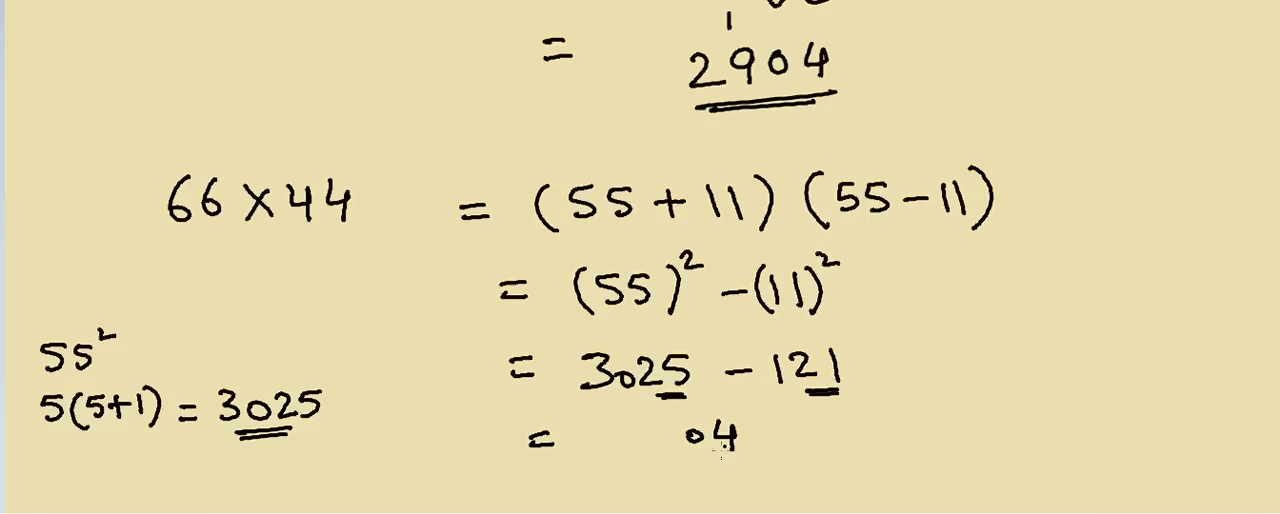 1
= 2904
66 × 44 = (55 + 11) (55 - 11)
= (55)² - (11)²
55²
= 3025 - 121
5(5+1) = 3025
= 04